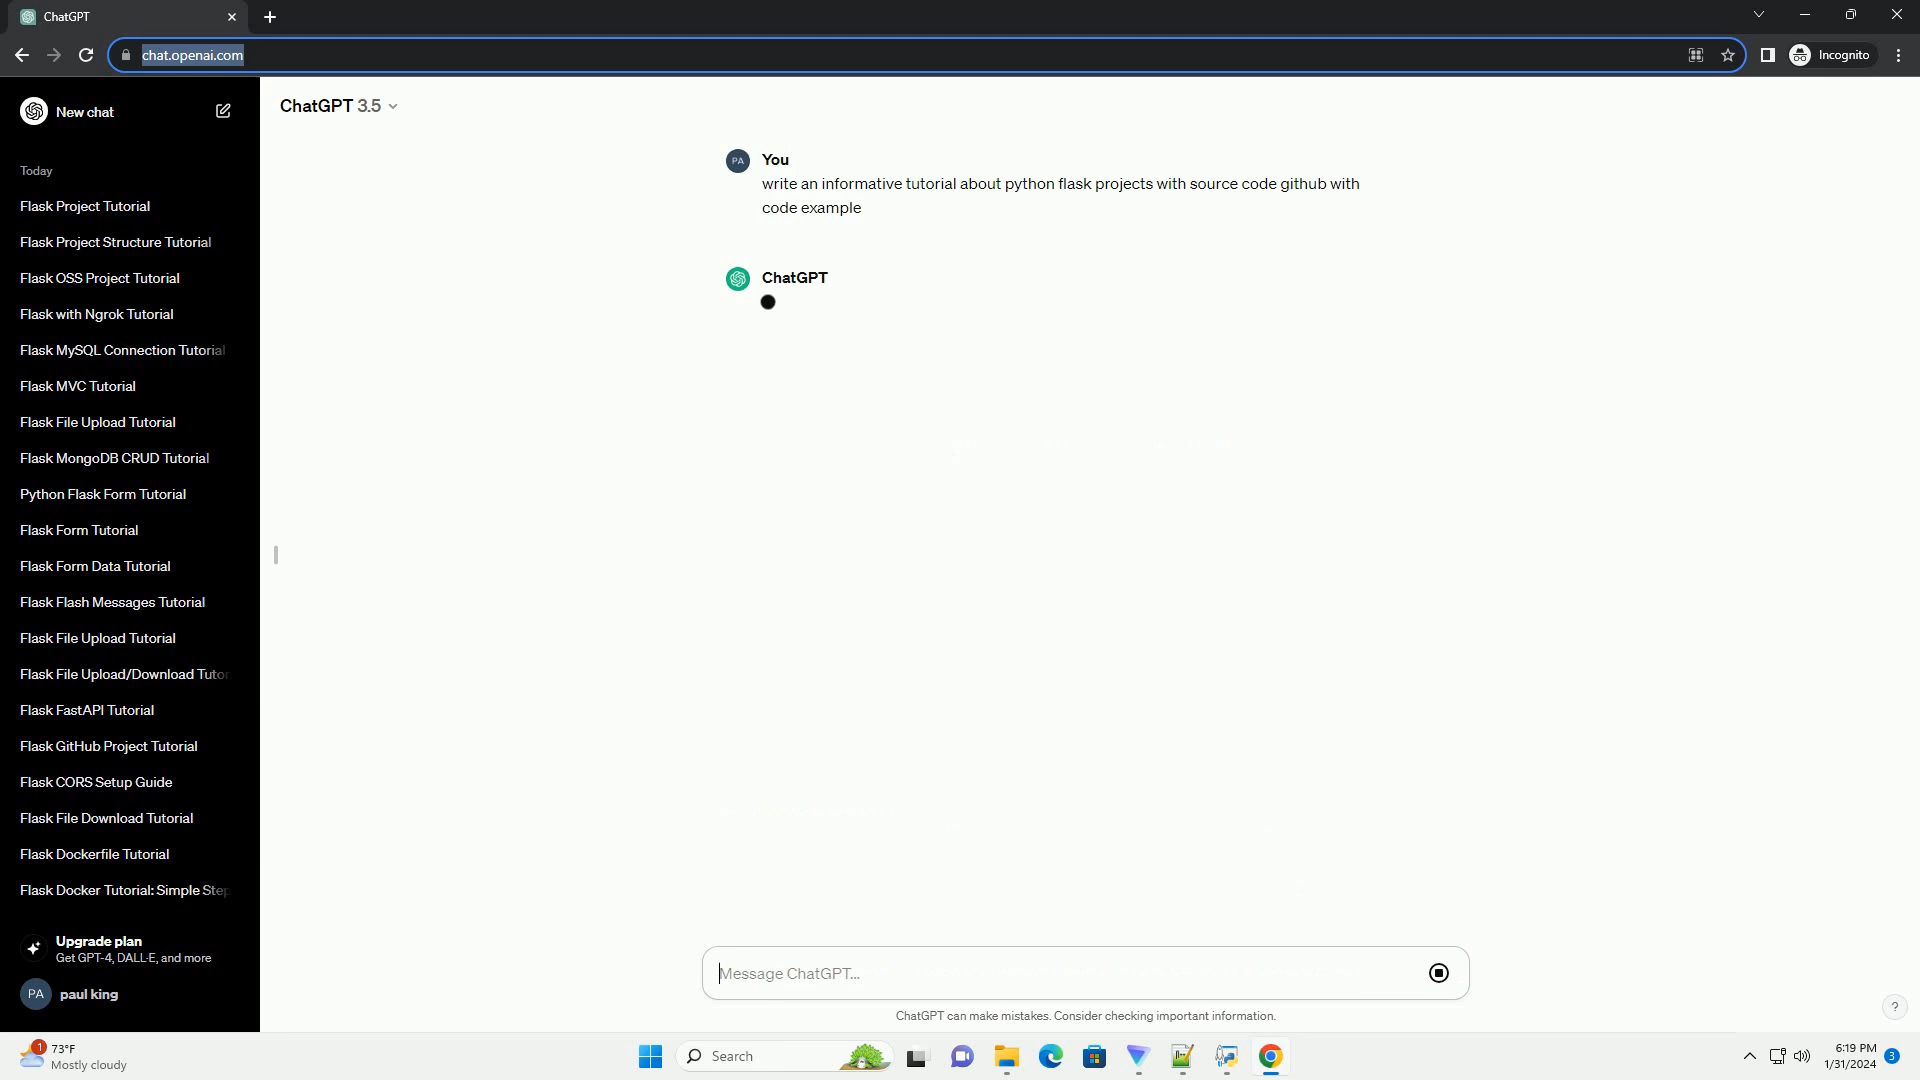 ChatGPT
chat.openai.com
Incognito
New chat
ChatGPT 3.5
Today
Flask Project Tutorial
Flask Project Structure Tutorial
Flask OSS Project Tutorial
Flask with Ngrok Tutorial
Flask MySQL Connection Tutorial
Flask MVC Tutorial
Flask File Upload Tutorial
Flask MongoDB CRUD Tutorial
Python Flask Form Tutorial
Flask Form Tutorial
Flask Form Data Tutorial
Flask Flash Messages Tutorial
Flask File Upload Tutorial
Flask File Upload/Download Tutor
Flask FastAPI Tutorial
Flask GitHub Project Tutorial
Flask CORS Setup Guide
Flask File Download Tutorial
Flask Dockerfile Tutorial
Flask Docker Tutorial: Simple Step
Upgrade plan
Get GPT-4, DALL·E, and more
PA
paul king
PA
You
write an informative tutorial about python flask projects with source code github with
code example
ChatGPT
Message ChatGPT...
ChatGPT can make mistakes. Consider checking important information.
?
1
73°F
Mostly cloudy
Search
6:19 PM
1/31/2024
3